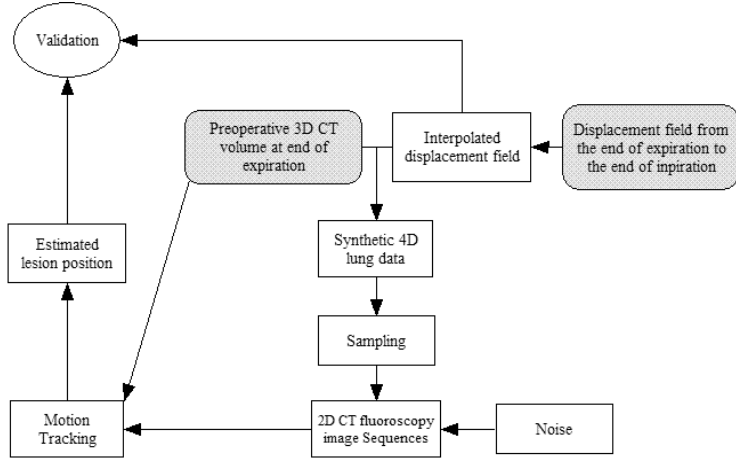 Validation
Preoperative 3D CT
volume at end of
expiration
Interpolated
displacement field
Displacement field from
the end of expiration to
the end of inpiration
Estimated
lesion position
Synthetic 4D
lung data
Sampling
Motion
Tracking
2D CT fluoroscopy
image Sequences
Noise